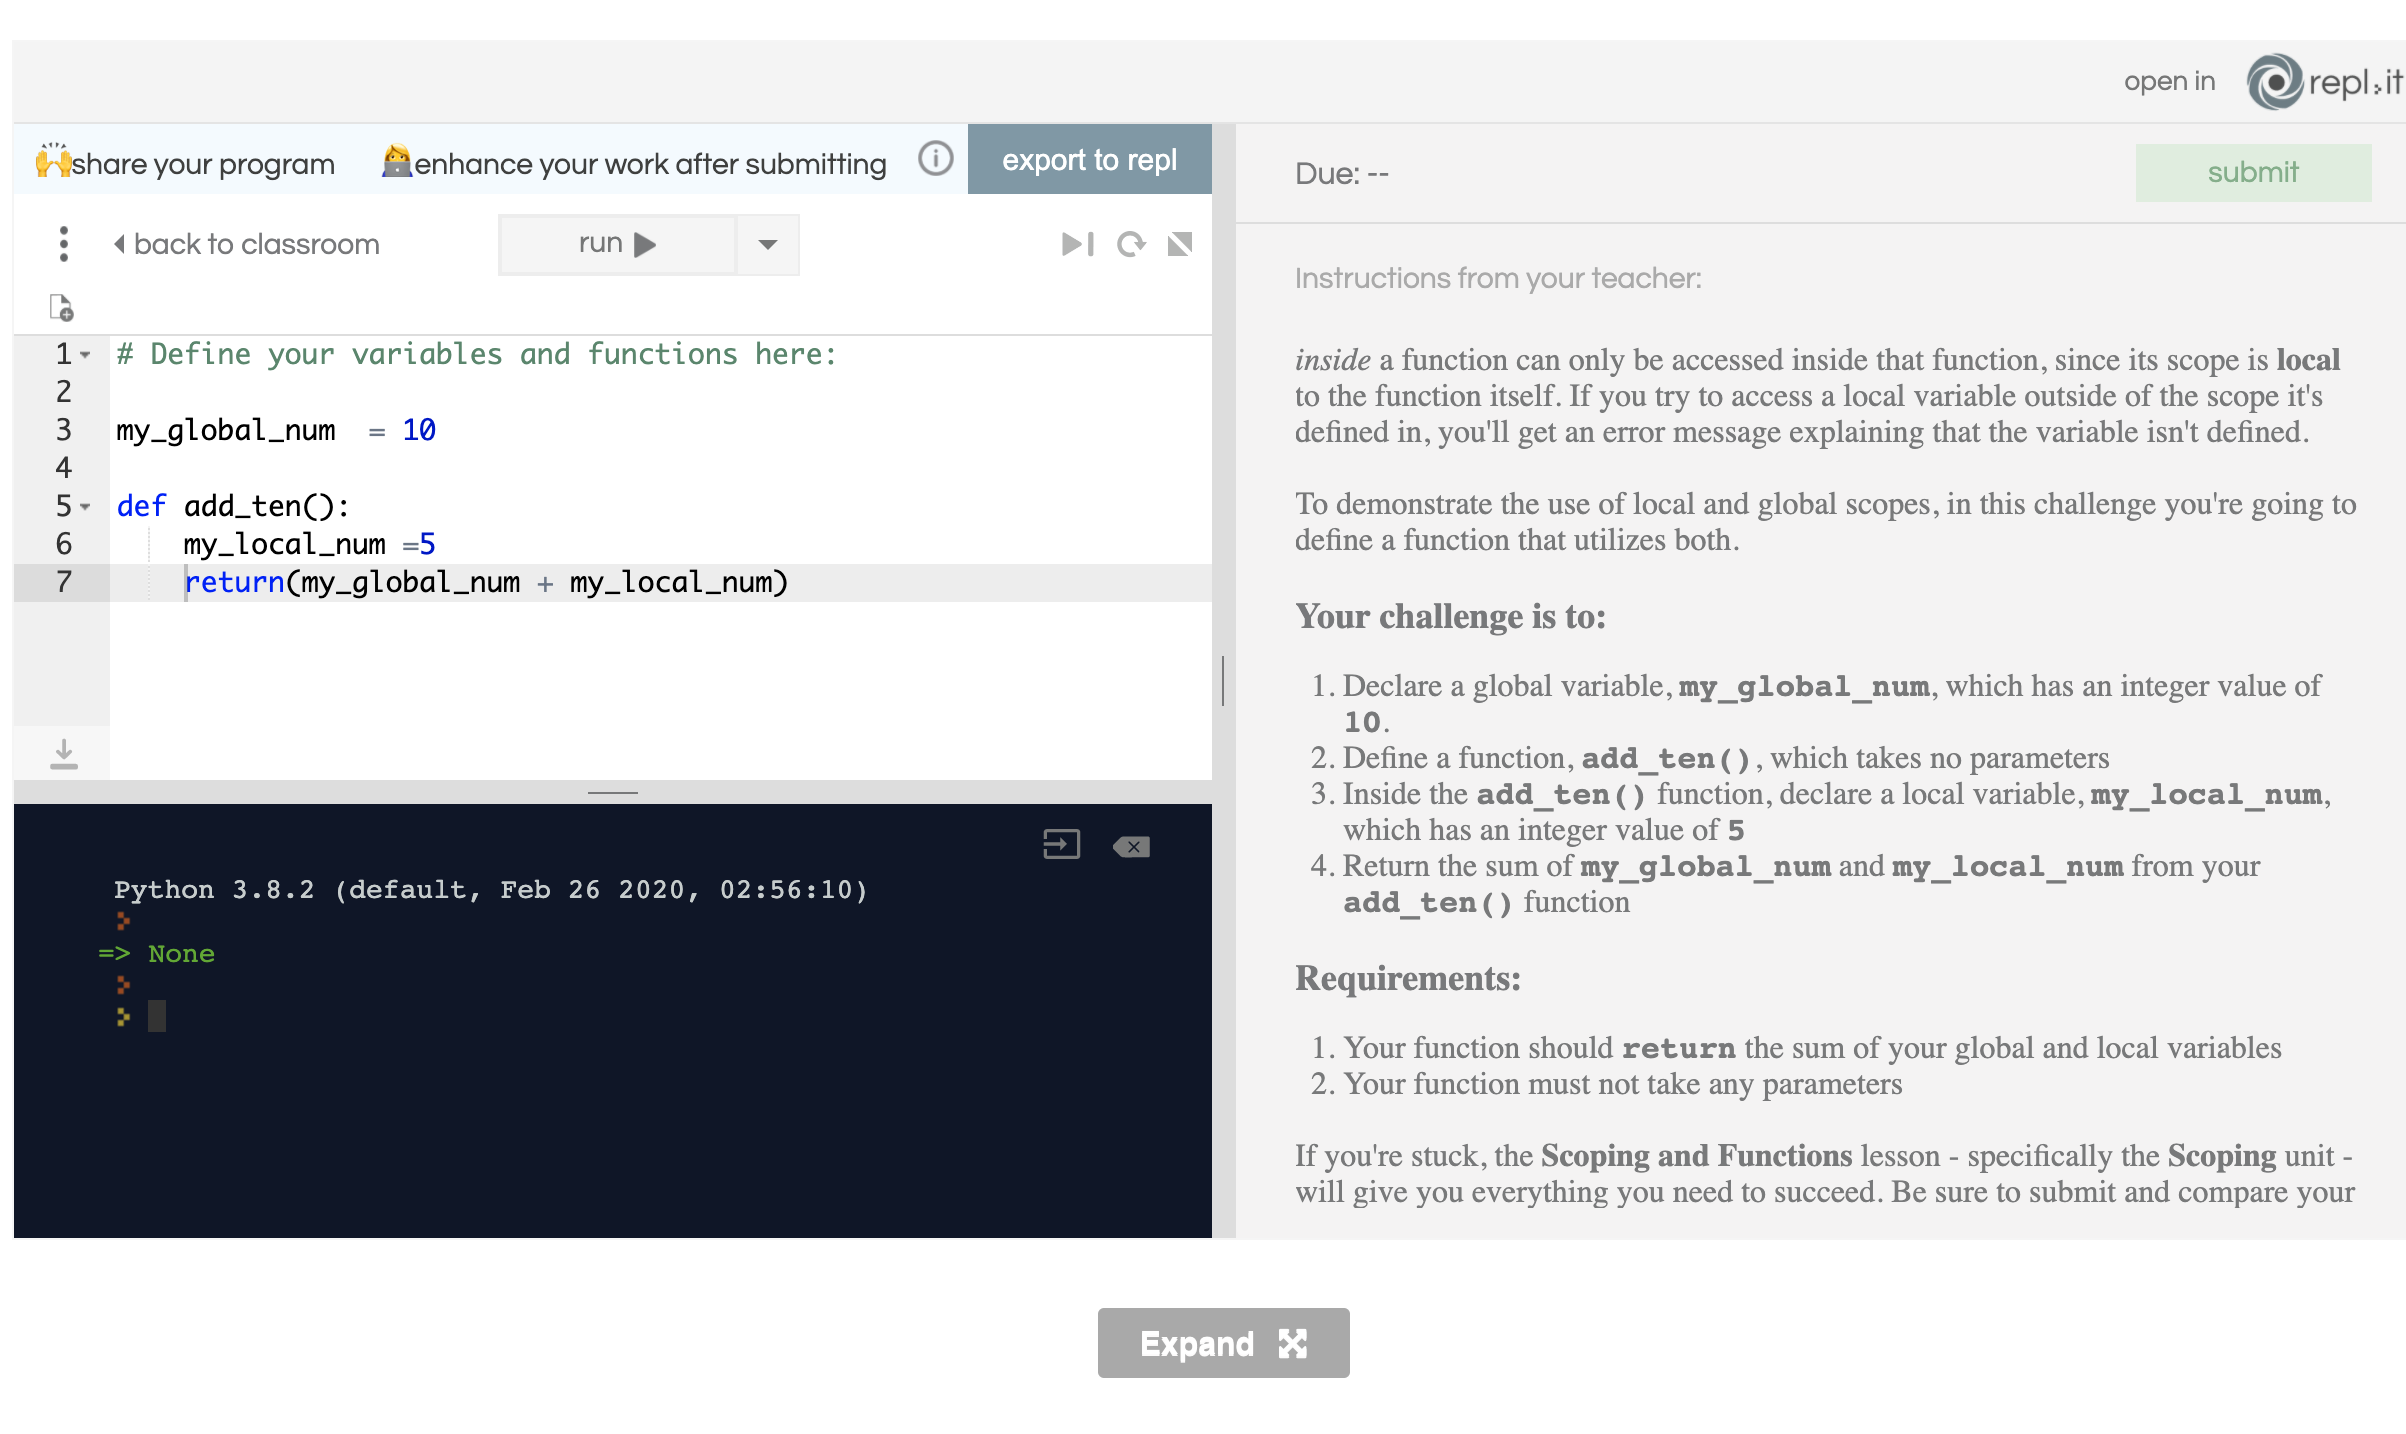 open in repl.it
share your program enhance your work after submitting export to repl
Due: -- submit
back to classroom run
Instructions from your teacher:
1 # Define your variables and functions here:
2
3 my_global_num  = 10
4
5 def add_ten():
6     my_local_num =5
7     return(my_global_num + my_local_num)
Python 3.8.2 (default, Feb 26 2020, 02:56:10)
=> None
inside a function can only be accessed inside that function, since its scope is local
to the function itself. If you try to access a local variable outside of the scope it's
defined in, you'll get an error message explaining that the variable isn't defined.
To demonstrate the use of local and global scopes, in this challenge you're going to
define a function that utilizes both.
Your challenge is to:
1. Declare a global variable, my_global_num, which has an integer value of
10.
2. Define a function, add_ten(), which takes no parameters
3. Inside the add_ten() function, declare a local variable, my_local_num,
which has an integer value of 5
4. Return the sum of my_global_num and my_local_num from your
add_ten() function
Requirements:
1. Your function should return the sum of your global and local variables
2. Your function must not take any parameters
If you're stuck, the Scoping and Functions lesson - specifically the Scoping unit -
will give you everything you need to succeed. Be sure to submit and compare your
Expand